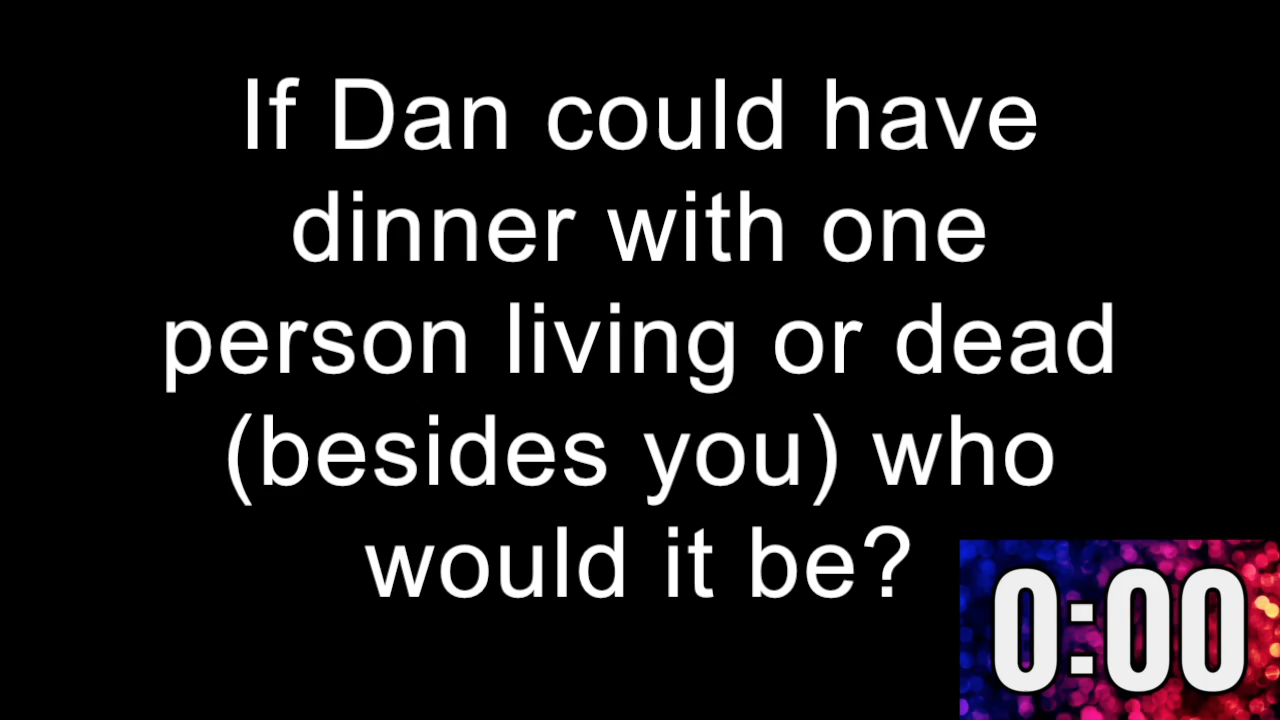 If Dan could have
dinner with one
person living or dead
(besides you) who
would it be?
0:00